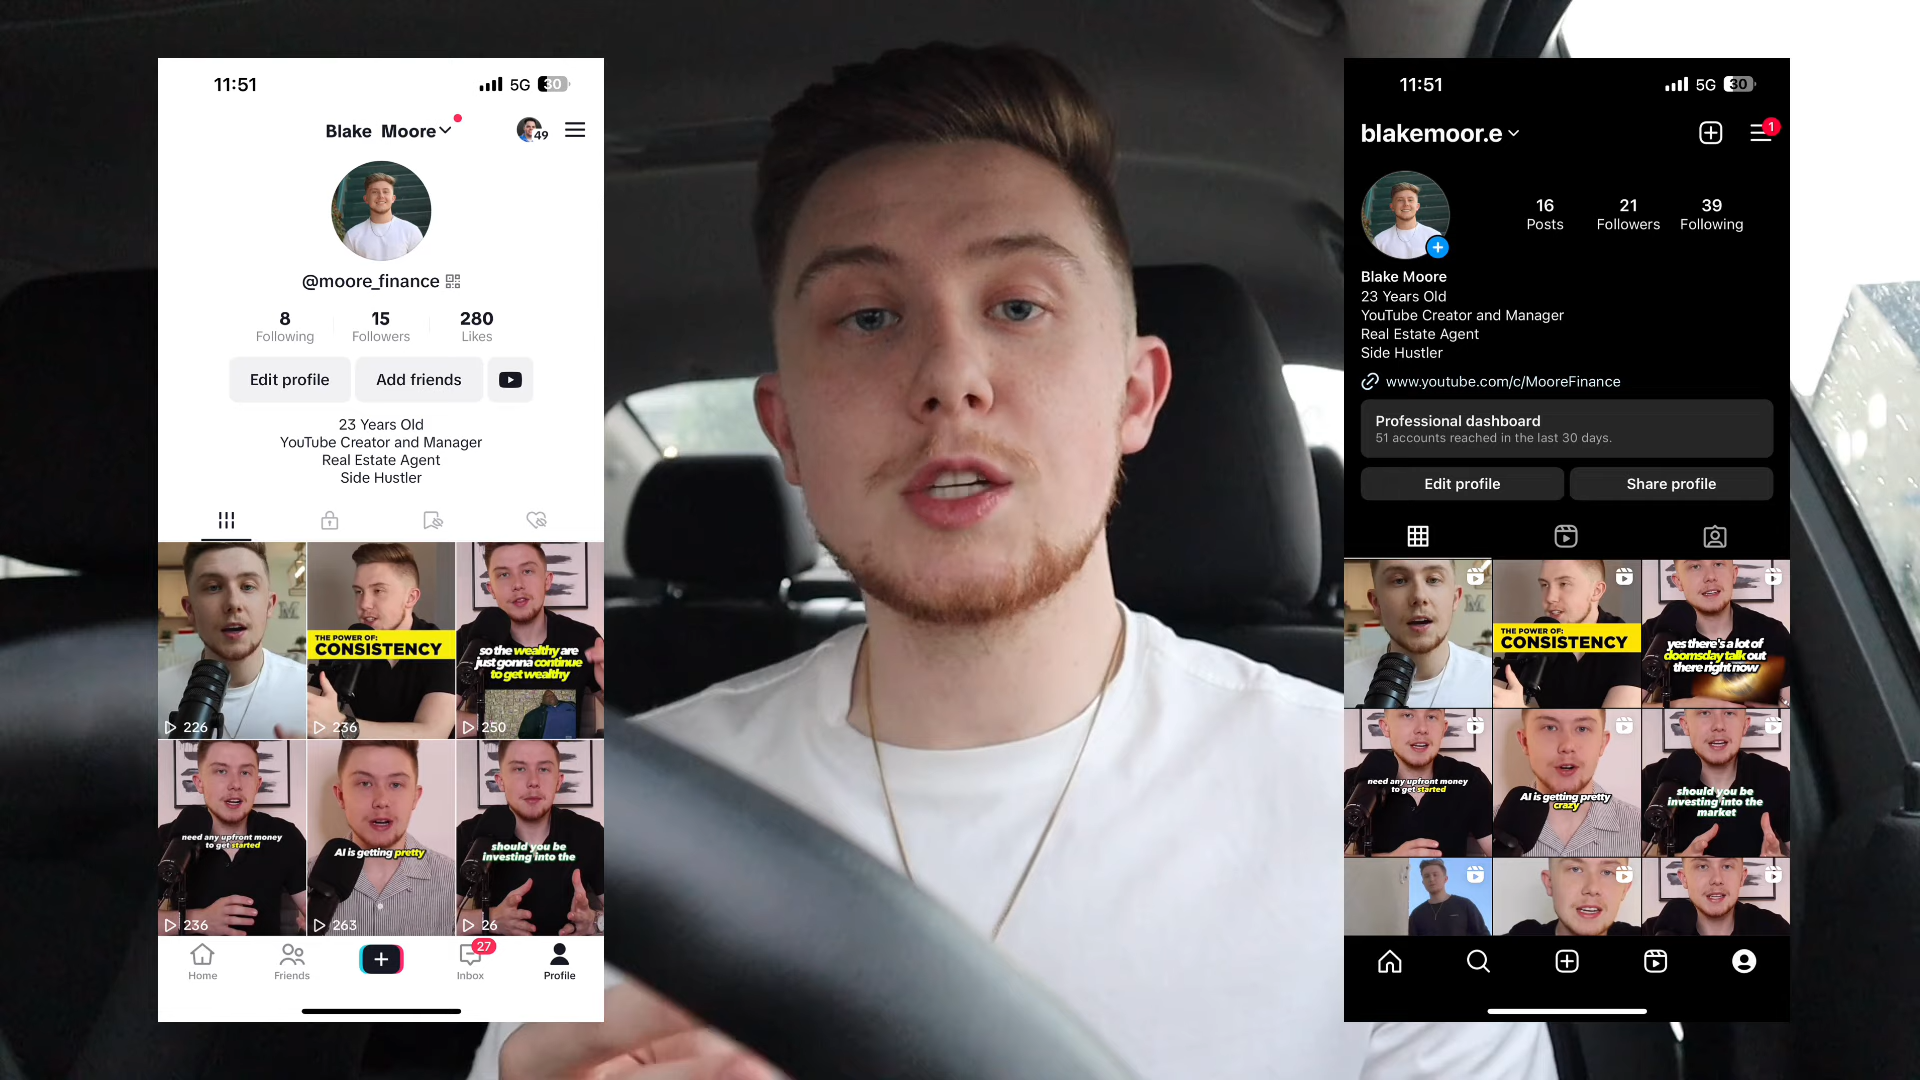 11:51
5G
30
Blake Moore
49
@moore_finance
8
Following
15
Followers
280
Likes
Edit profile
Add friends
23 Years Old
YouTube Creator and Manager
Real Estate Agent
Side Hustler
THE POWER OF:
CONSISTENCY
so the wealthy are
just gonna continue
to get wealthy
226
236
250
need any upfront money
to get started
AI is getting pretty
should you be
investing into the
236
263
26
Home
Friends
27
Inbox
Profile
11:51
5G
30
blakemoor.e
1
16
Posts
21
Followers
39
Following
Blake Moore
23 Years Old
YouTube Creator and Manager
Real Estate Agent
Side Hustler
www.youtube.com/c/MooreFinance
Professional dashboard
51 accounts reached in the last 30 days.
Edit profile
Share profile
THE POWER OF:
CONSISTENCY
yes there's a lot of
doomsday talk out
there right now
need any upfront money
to get started
AI is getting pretty
crazy
should you be
investing into the
market